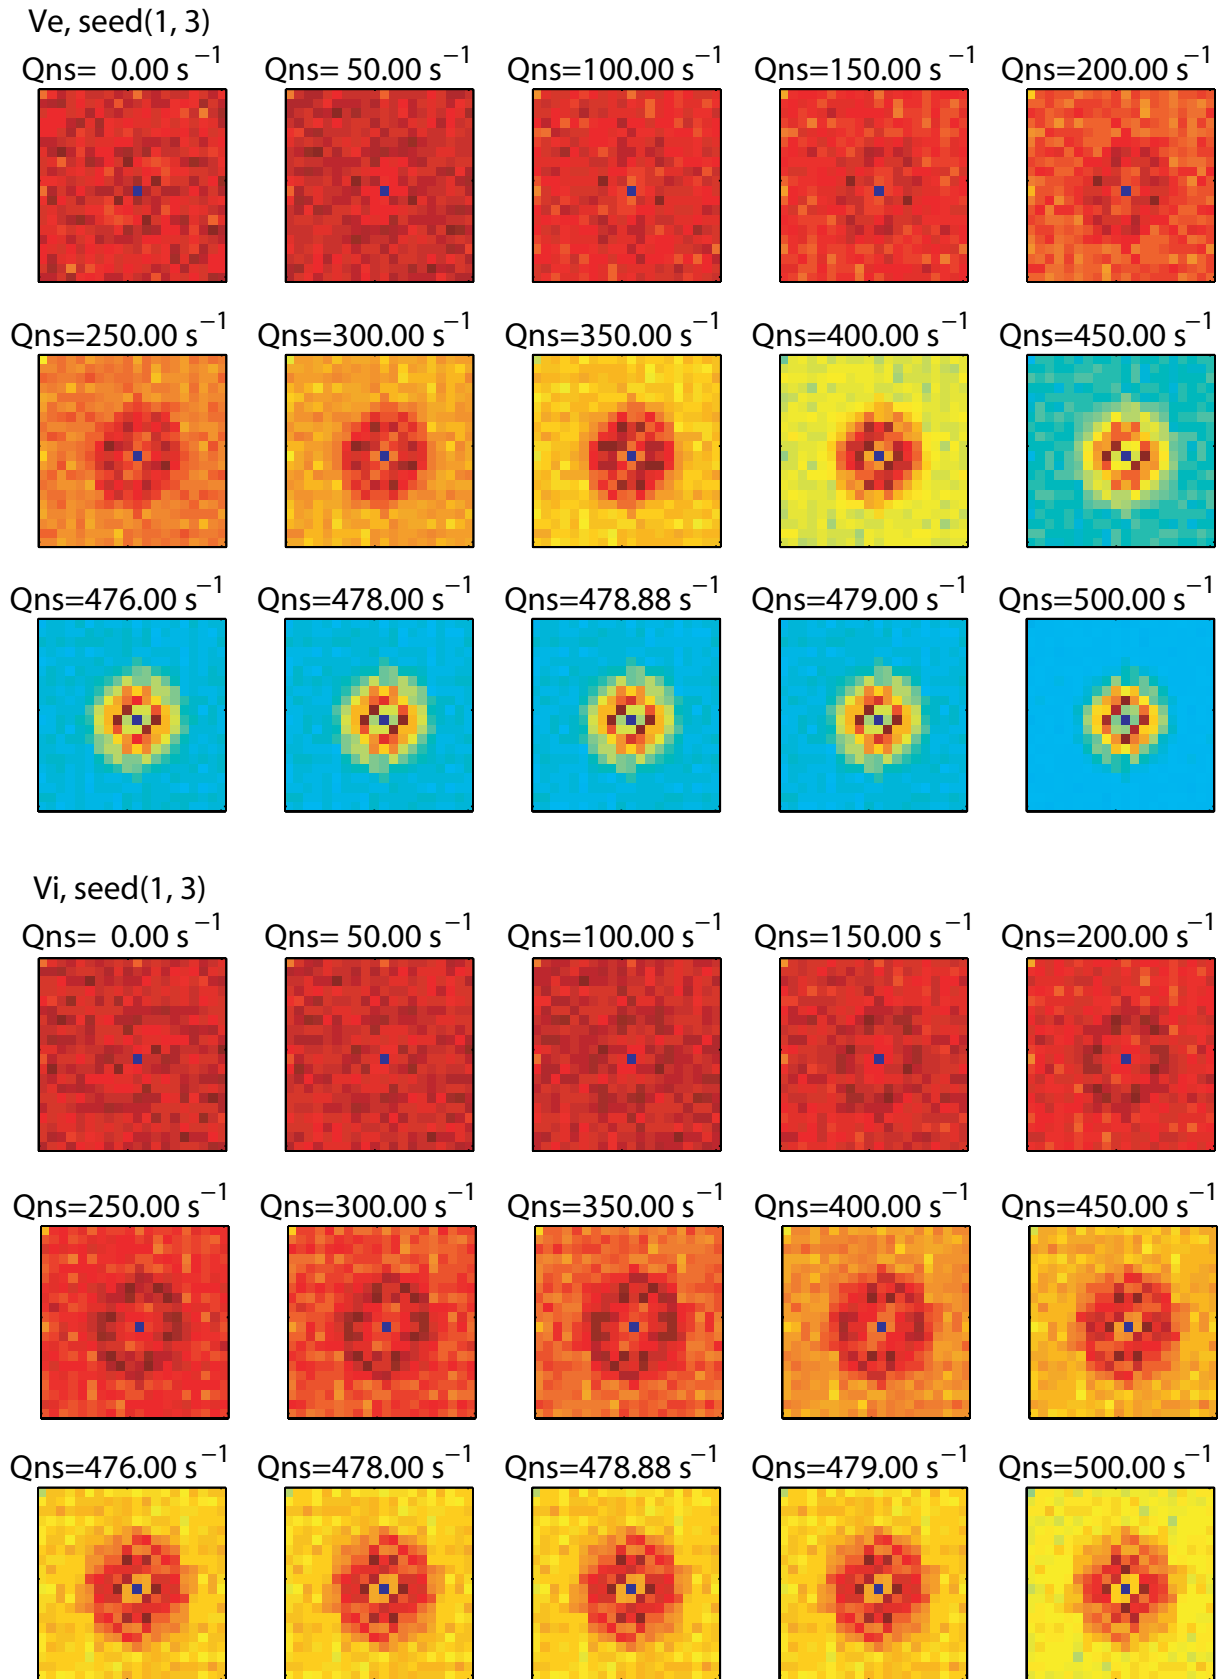 Ve, seed(1, 3)
Qns= 0.00 s⁻¹ Qns= 50.00 s⁻¹ Qns=100.00 s⁻¹ Qns=150.00 s⁻¹ Qns=200.00 s⁻¹
Qns=250.00 s⁻¹ Qns=300.00 s⁻¹ Qns=350.00 s⁻¹ Qns=400.00 s⁻¹ Qns=450.00 s⁻¹
Qns=476.00 s⁻¹ Qns=478.00 s⁻¹ Qns=478.88 s⁻¹ Qns=479.00 s⁻¹ Qns=500.00 s⁻¹
Vi, seed(1, 3)
Qns= 0.00 s⁻¹ Qns= 50.00 s⁻¹ Qns=100.00 s⁻¹ Qns=150.00 s⁻¹ Qns=200.00 s⁻¹
Qns=250.00 s⁻¹ Qns=300.00 s⁻¹ Qns=350.00 s⁻¹ Qns=400.00 s⁻¹ Qns=450.00 s⁻¹
Qns=476.00 s⁻¹ Qns=478.00 s⁻¹ Qns=478.88 s⁻¹ Qns=479.00 s⁻¹ Qns=500.00 s⁻¹